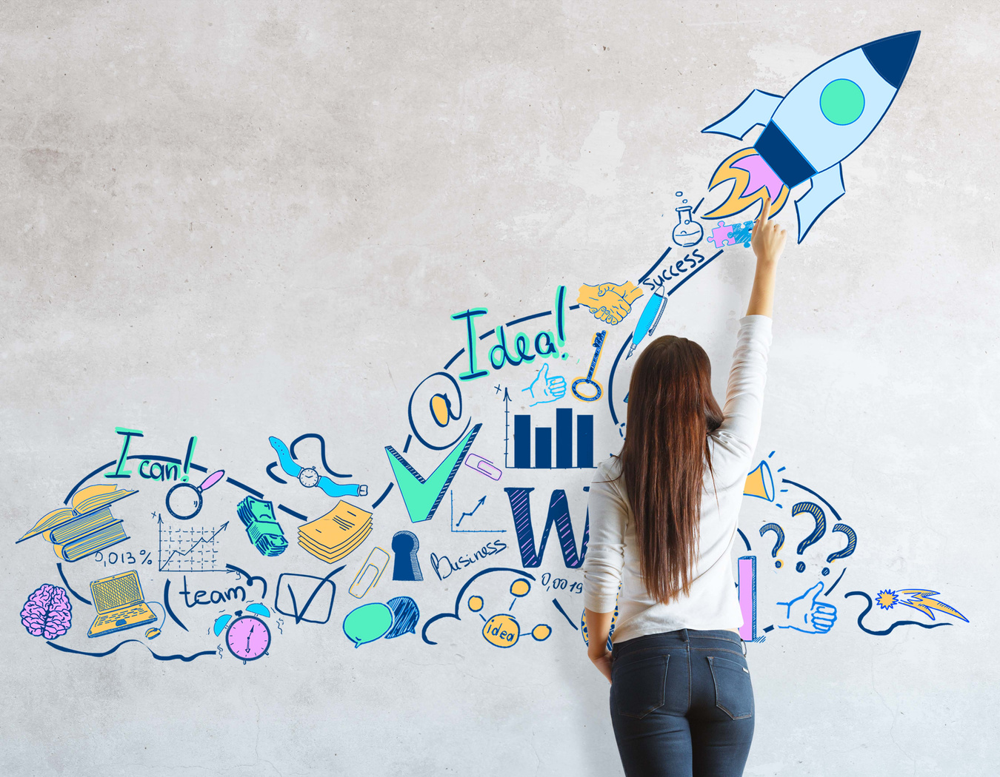 success
Idea!
@
I can!
x
x
0,013%
Business
W
team
0,0019
idea
y